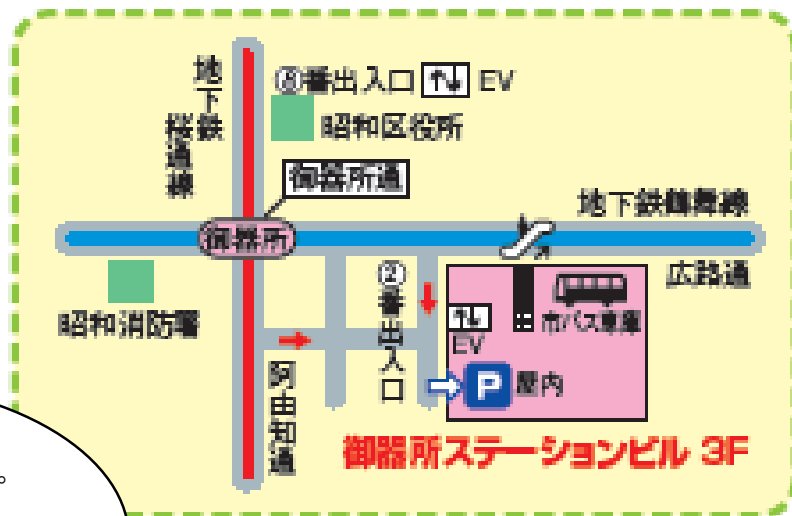 地下鉄
桜通線
⑧番出入口 EV
昭和区役所
御器所通
地下鉄鶴舞線
御器所
広路通
昭和消防署
②番出入口
市バス車庫
EV
P 屋内
阿由知通
御器所ステーションビル 3F
。